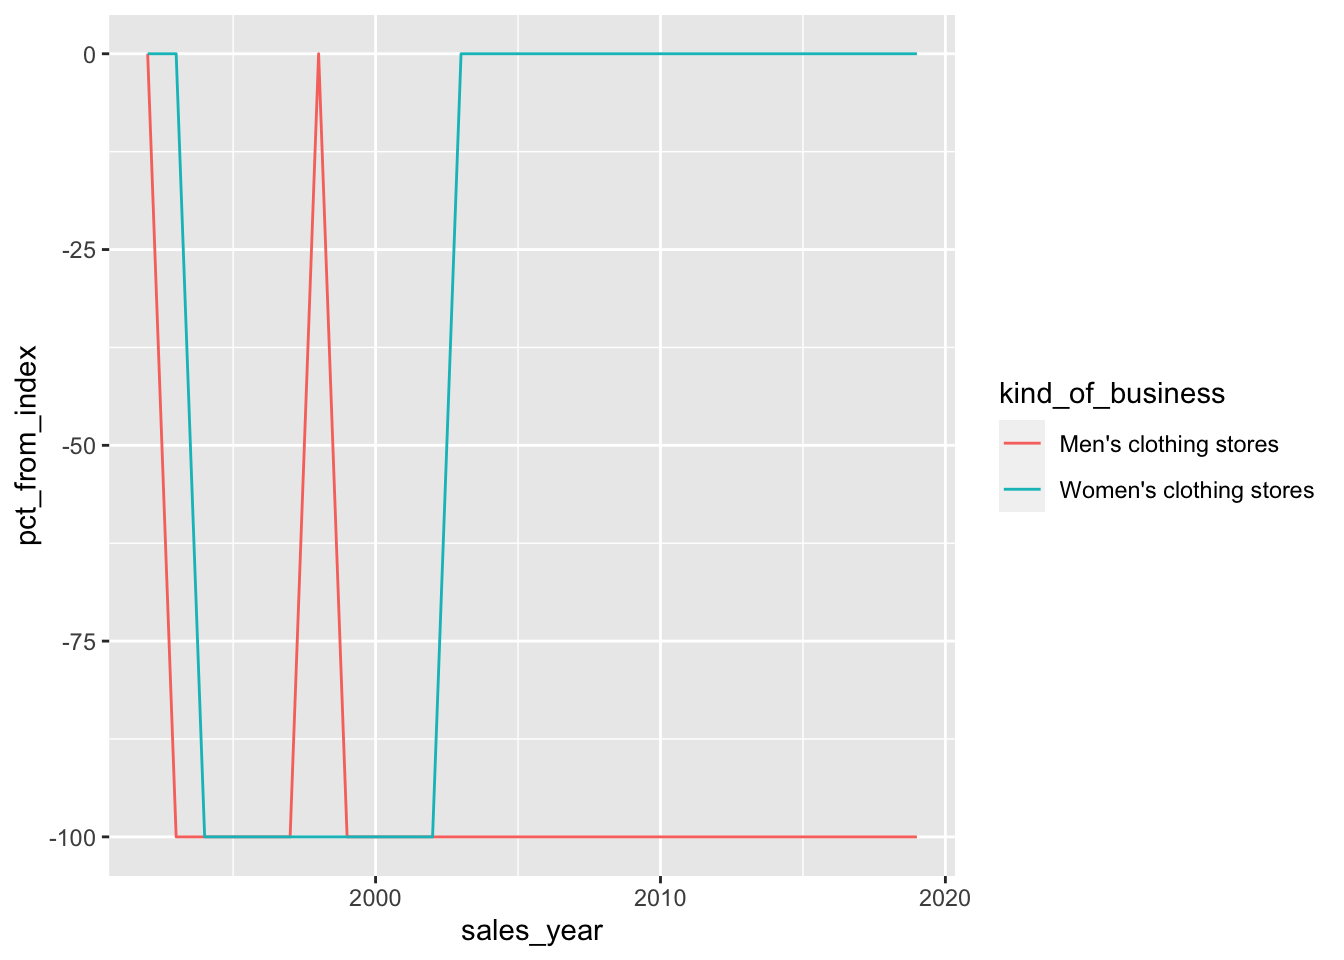 0
-25
-50
-75
-100
pct_from_index
2000
2010
2020
sales_year
kind_of_business
Men's clothing stores
Women's clothing stores